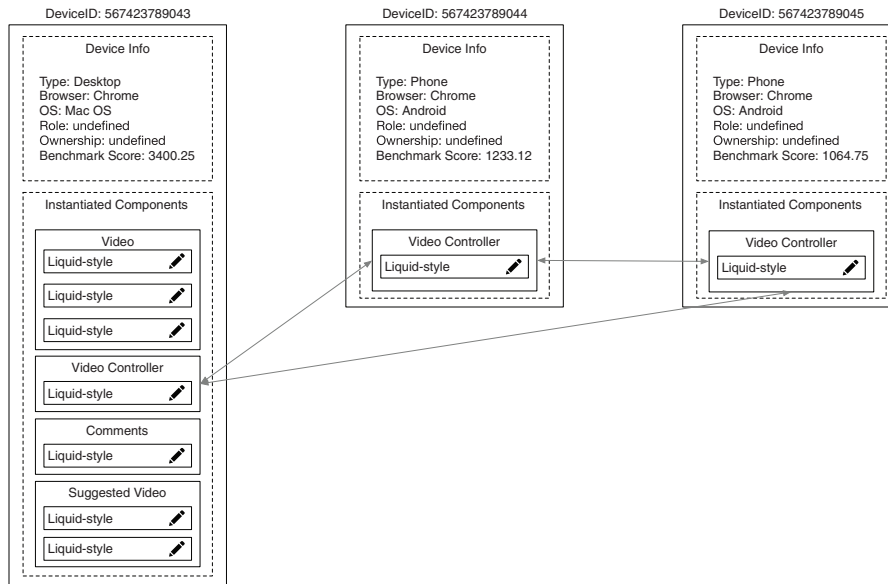 DeviceID: 567423789043
Device Info
Type: Desktop
Browser: Chrome
OS: Mac OS
Role: undefined
Ownership: undefined
Benchmark Score: 3400.25
Instantiated Components
Video
Liquid-style
Liquid-style
Liquid-style
Video Controller
Liquid-style
Comments
Liquid-style
Suggested Video
Liquid-style
Liquid-style
DeviceID: 567423789044
Device Info
Type: Phone
Browser: Chrome
OS: Android
Role: undefined
Ownership: undefined
Benchmark Score: 1233.12
Instantiated Components
Video Controller
Liquid-style
DeviceID: 567423789045
Device Info
Type: Phone
Browser: Chrome
OS: Android
Role: undefined
Ownership: undefined
Benchmark Score: 1064.75
Instantiated Components
Video Controller
Liquid-style